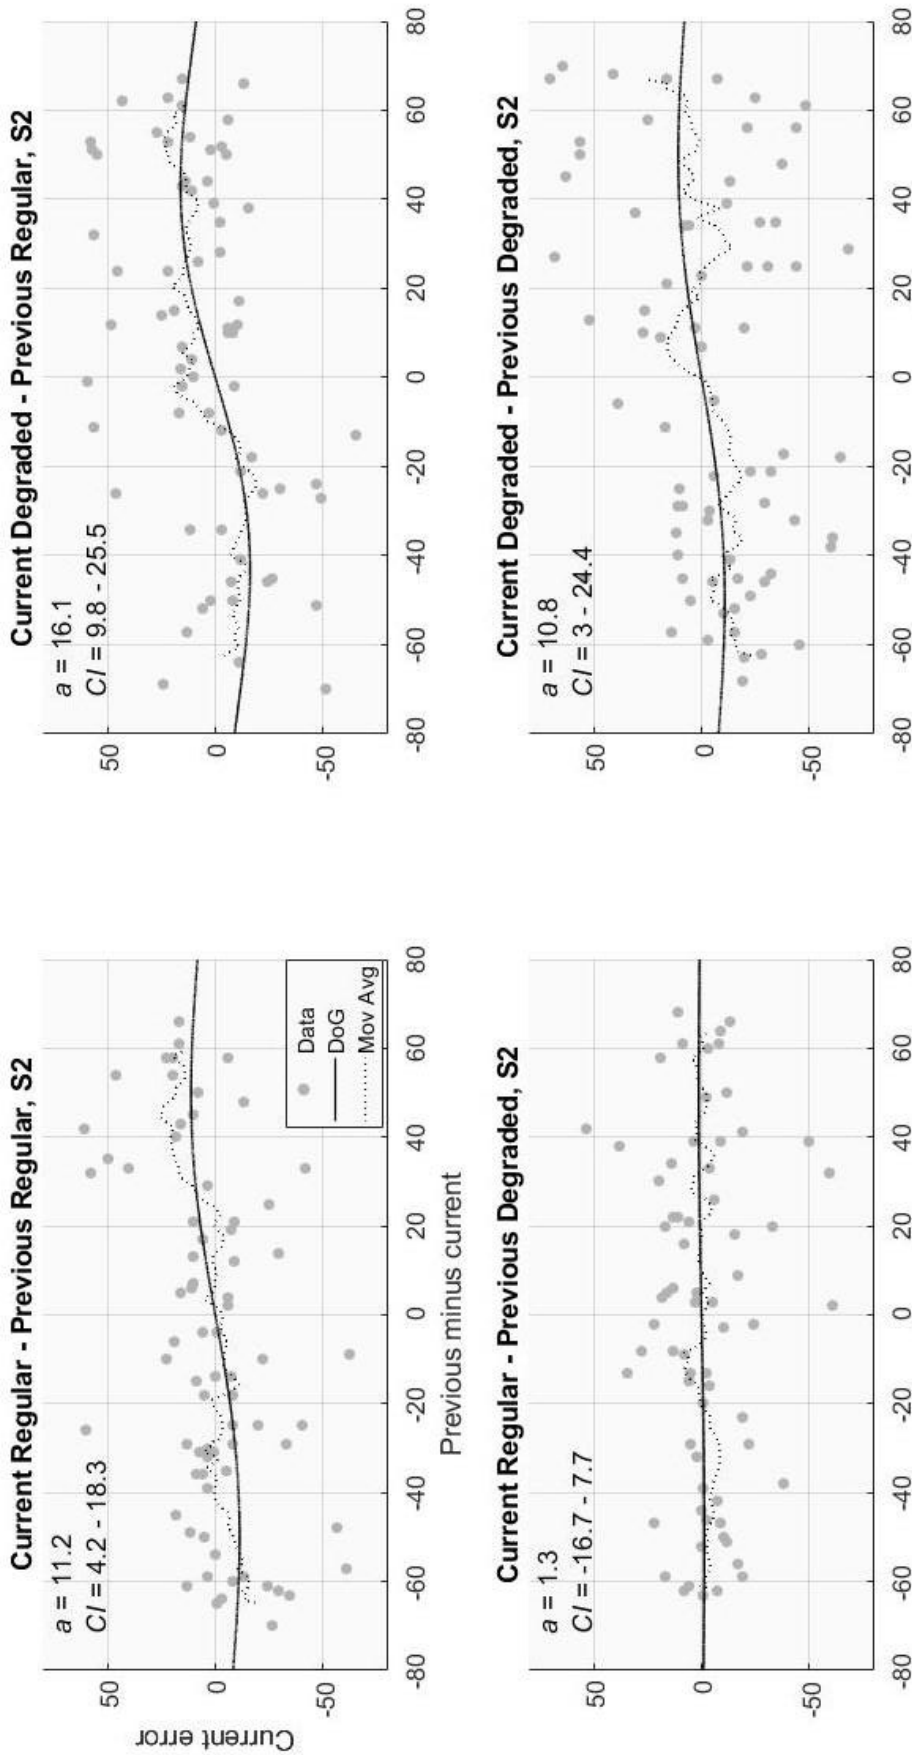 Current Regular - Previous Regular, S2
a = 11.2
CI = 4.2 - 18.3
50
0
-50
Current error
-80 -60 -40 -20 0 20 40 60 80
Previous minus current
Data
DoG
Mov Avg
Current Degraded - Previous Regular, S2
a = 16.1
CI = 9.8 - 25.5
50
0
-50
-80 -60 -40 -20 0 20 40 60 80
Current Regular - Previous Degraded, S2
a = 1.3
CI = -16.7 - 7.7
50
0
-50
-80 -60 -40 -20 0 20 40 60 80
Current Degraded - Previous Degraded, S2
a = 10.8
CI = 3 - 24.4
50
0
-50
-80 -60 -40 -20 0 20 40 60 80